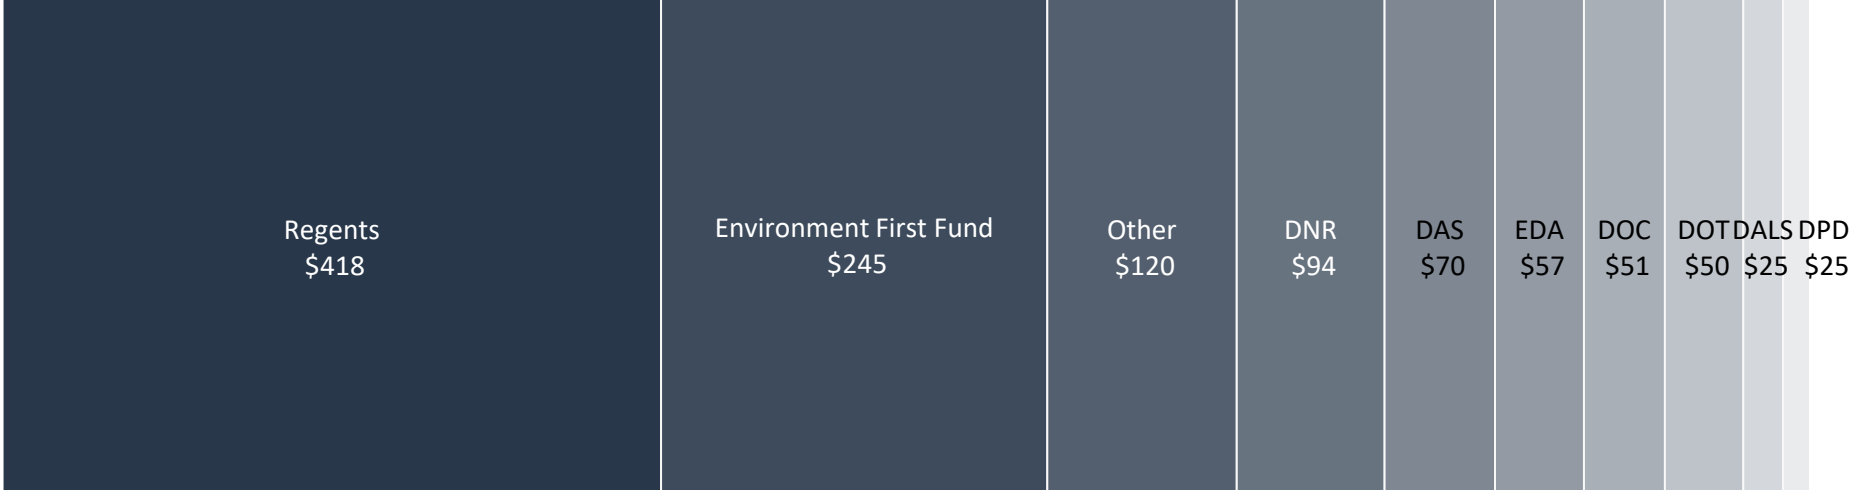 Regents
$418
Environment First Fund
$245
Other
$120
DNR
$94
DAS
$70
EDA
$57
DOC
$51
DOT
$50
DALS
$25
DPD
$25